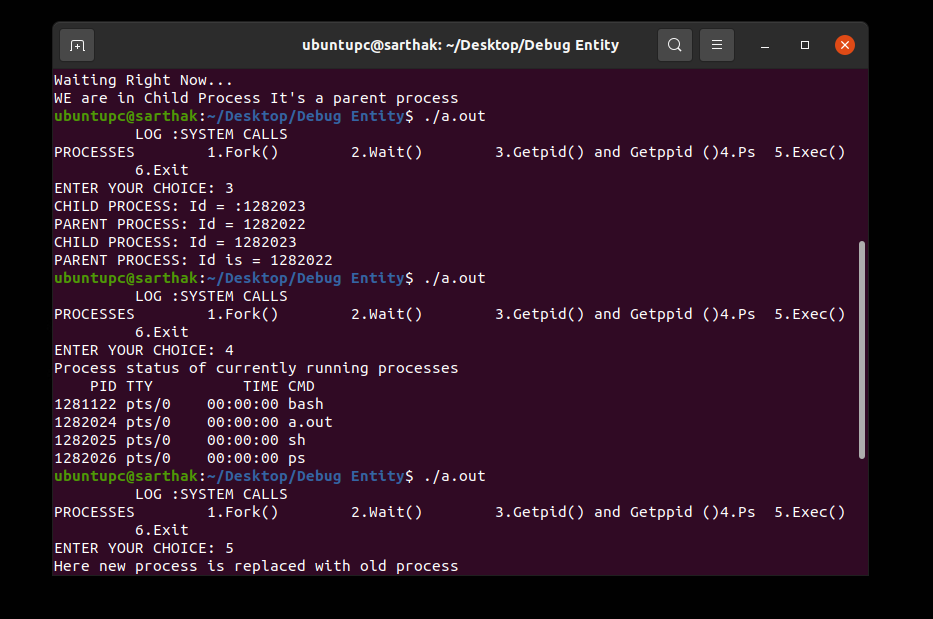 ubuntupc@sarthak: ~/Desktop/Debug Entity
Waiting Right Now...
WE are in Child Process It's a parent process
ubuntupc@sarthak:~/Desktop/Debug Entity$ ./a.out
         LOG :SYSTEM CALLS
PROCESSES        1.Fork()        2.Wait()        3.Getpid() and Getppid ()4.Ps  5.Exec()
         6.Exit
ENTER YOUR CHOICE: 3
CHILD PROCESS: Id = :1282023
PARENT PROCESS: Id = 1282022
CHILD PROCESS: Id = 1282023
PARENT PROCESS: Id is = 1282022
ubuntupc@sarthak:~/Desktop/Debug Entity$ ./a.out
         LOG :SYSTEM CALLS
PROCESSES        1.Fork()        2.Wait()        3.Getpid() and Getppid ()4.Ps  5.Exec()
         6.Exit
ENTER YOUR CHOICE: 4
Process status of currently running processes
    PID TTY          TIME CMD
1281122 pts/0    00:00:00 bash
1282024 pts/0    00:00:00 a.out
1282025 pts/0    00:00:00 sh
1282026 pts/0    00:00:00 ps
ubuntupc@sarthak:~/Desktop/Debug Entity$ ./a.out
         LOG :SYSTEM CALLS
PROCESSES        1.Fork()        2.Wait()        3.Getpid() and Getppid ()4.Ps  5.Exec()
         6.Exit
ENTER YOUR CHOICE: 5
Here new process is replaced with old process